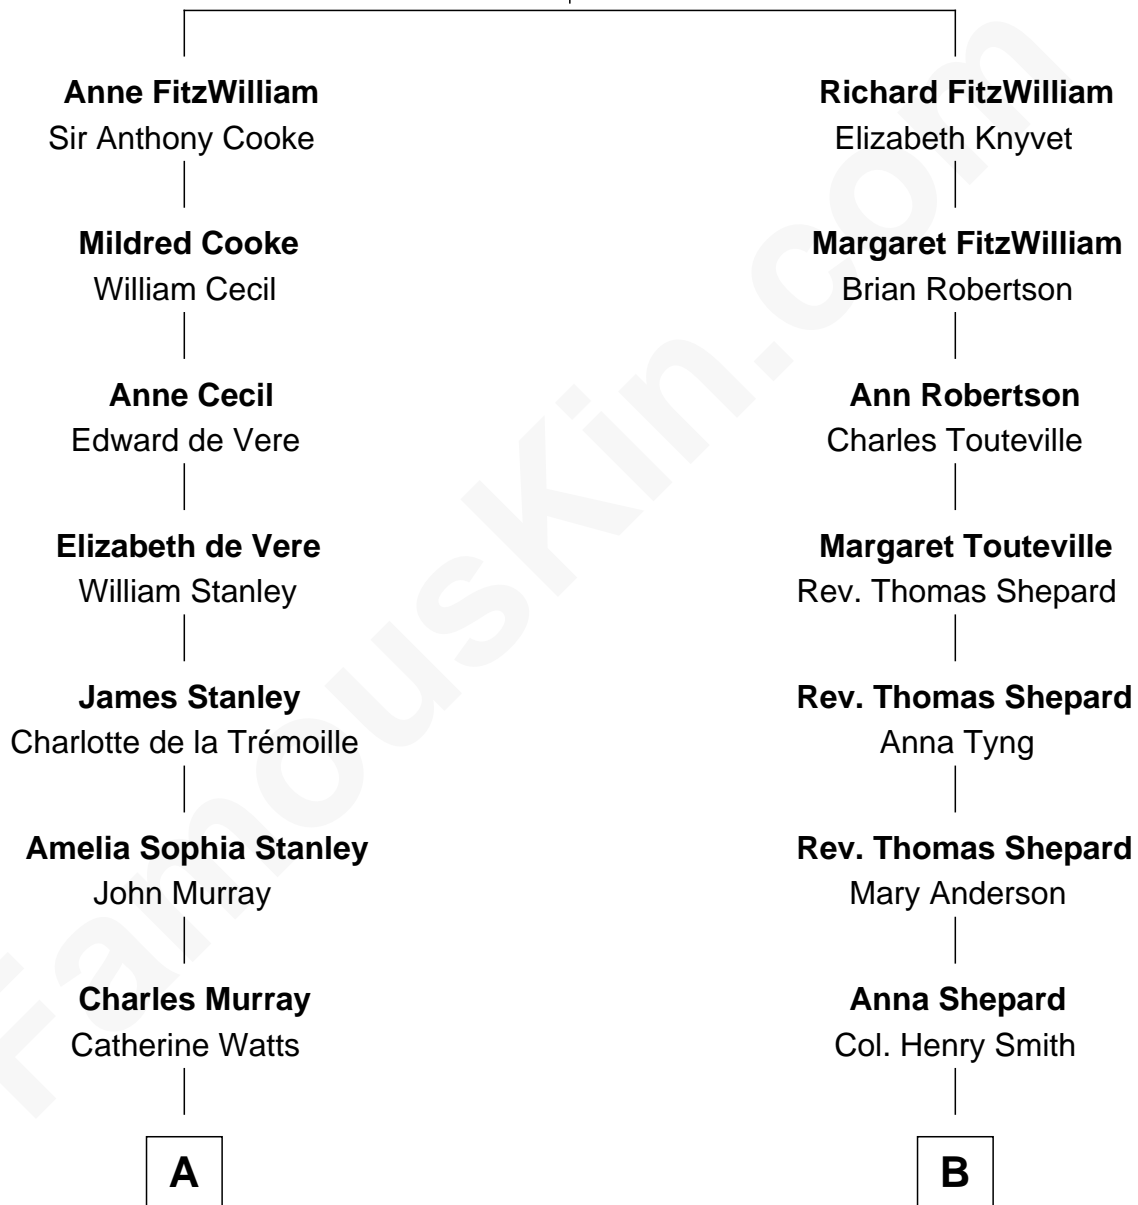 Anne FitzWilliam
Sir Anthony Cooke
Mildred Cooke
William Cecil
Anne Cecil
Edward de Vere
Elizabeth de Vere
William Stanley
James Stanley
Charlotte de la Trémoille
Amelia Sophia Stanley
John Murray
Charles Murray
Catherine Watts
A
Richard FitzWilliam
Elizabeth Knyvet
Margaret FitzWilliam
Brian Robertson
Ann Robertson
Charles Touteville
Margaret Touteville
Rev. Thomas Shepard
Rev. Thomas Shepard
Anna Tyng
Rev. Thomas Shepard
Mary Anderson
Anna Shepard
Col. Henry Smith
B
FamousKin.com